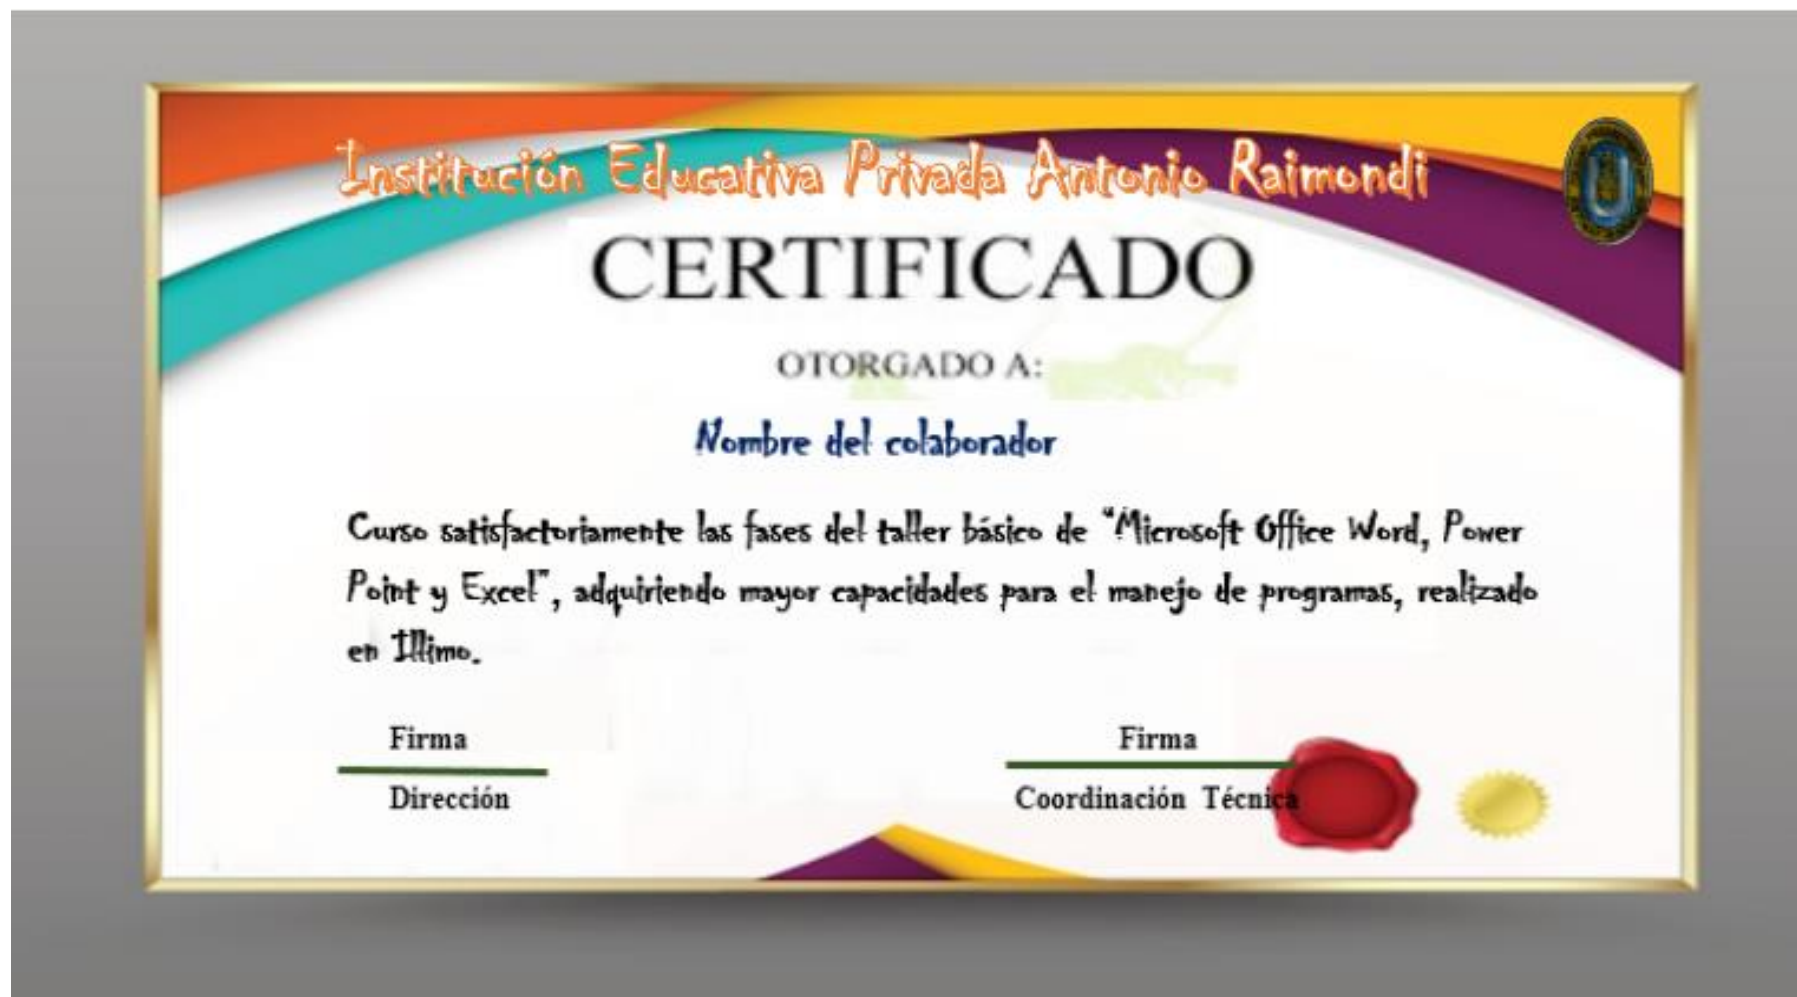 Institución Educativa Privada Antonio Raimondi
CERTIFICADO
OTORGADO A:
Nombre del colaborador
Curso satisfactoriamente las fases del taller básico de “Microsoft Office Word, Power
Point y Excel”, adquiriendo mayor capacidades para el manejo de programas, realizado
en Illimo.
Firma Firma
Dirección Coordinación Técnica